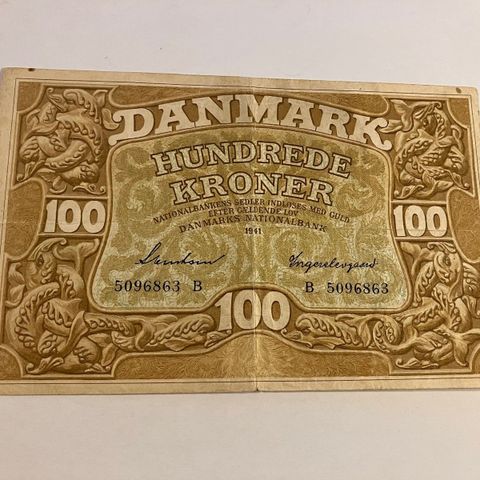 DANMARK
HUNDREDE
KRONER
NATIONALBANKENS SEDLER INDLØSES MED GULD
EFTER GÆLDENDE LOV
DANMARKS NATIONALBANK
1941
100
100
5096863 B
B 5096863
100